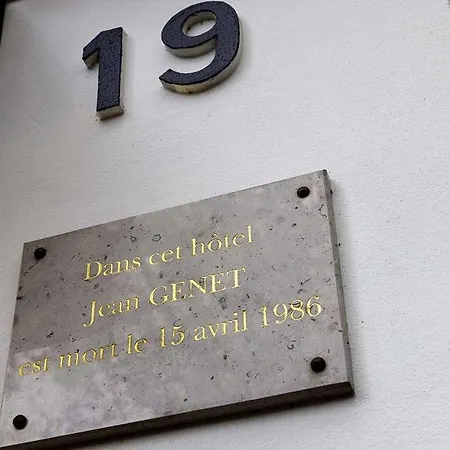 19
Dans cet hôtel
Jean GENET
est mort le 15 avril 1986